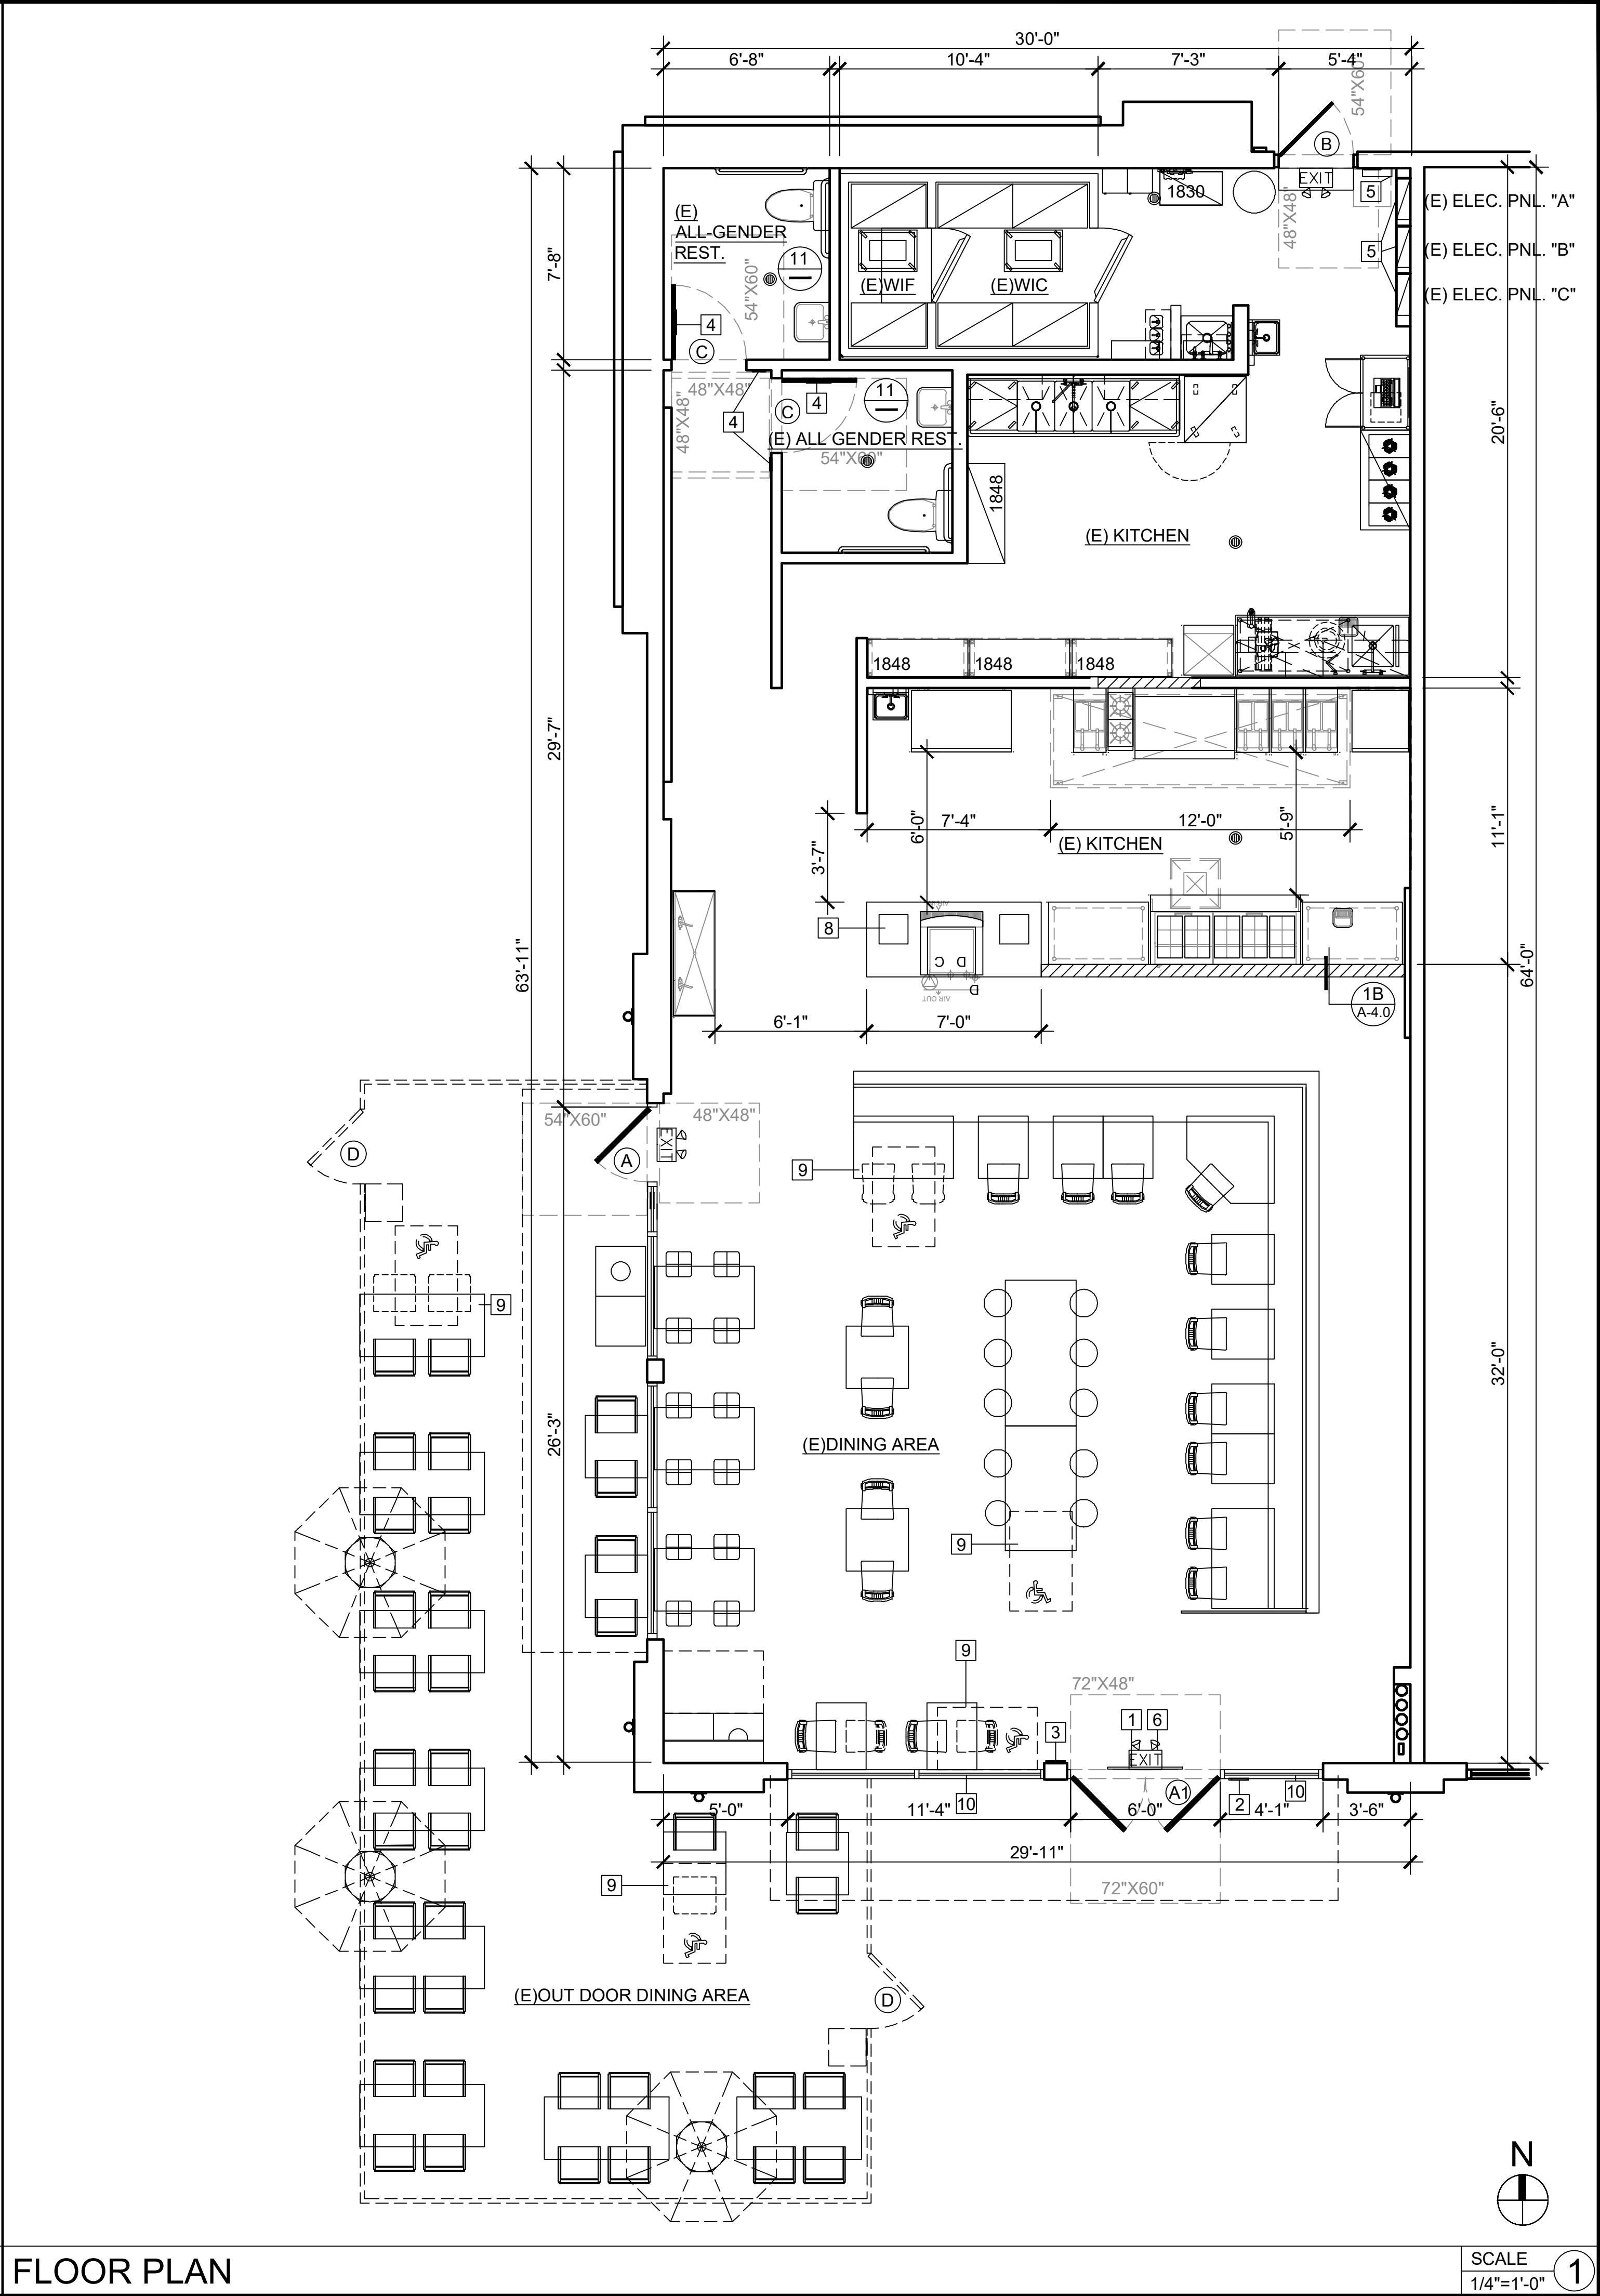 30'-0"
6'-8"
10'-4"
7'-3"
5'-4"
54"X60"
B
EXIT
5
1830
48"X48"
(E) ELEC. PNL. "A"
5
(E) ELEC. PNL. "B"
(E) ELEC. PNL. "C"
(E)
ALL-GENDER
REST.
11
54"X60"
(E)WIF
(E)WIC
7'-8"
4
C
48"X48"
48"X48"
4
C
4
11
(E) ALL GENDER REST.
54"X60"
20'-6"
1848
(E) KITCHEN
1848
1848
1848
29'-7"
6'-0"
7'-4"
12'-0"
5'-9"
11'-1"
(E) KITCHEN
3'-7"
8
AIR OUT
D
C
D
63'-11"
64'-0"
1B
A-4.0
6'-1"
7'-0"
54"X60"
48"X48"
EXIT
D
A
9
9
32'-0"
26'-3"
(E)DINING AREA
9
9
72"X48"
1
6
3
EXIT
A1
10
2
10
5'-0"
11'-4"
6'-0"
4'-1"
3'-6"
29'-11"
9
72"X60"
(E)OUT DOOR DINING AREA
D
N
FLOOR PLAN
SCALE
1/4"=1'-0"
1